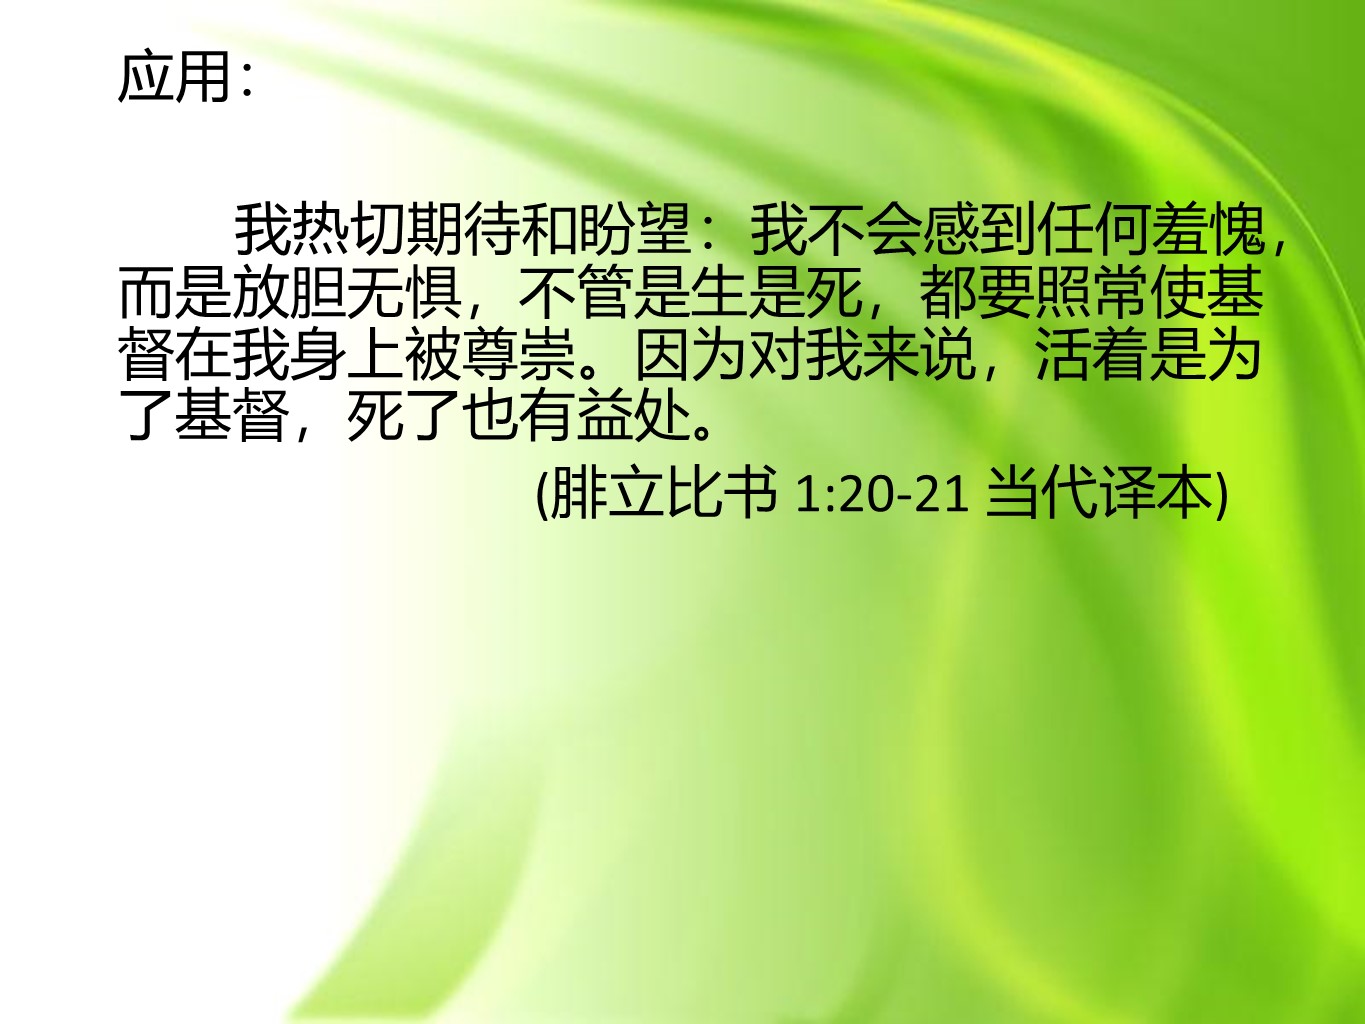 应用：
我热切期待和盼望：我不会感到任何羞愧，
而是放胆无惧，不管是生是死，都要照常使基
督在我身上被尊崇。因为对我来说，活着是为
了基督，死了也有益处。
(腓立比书 1:20-21 当代译本)